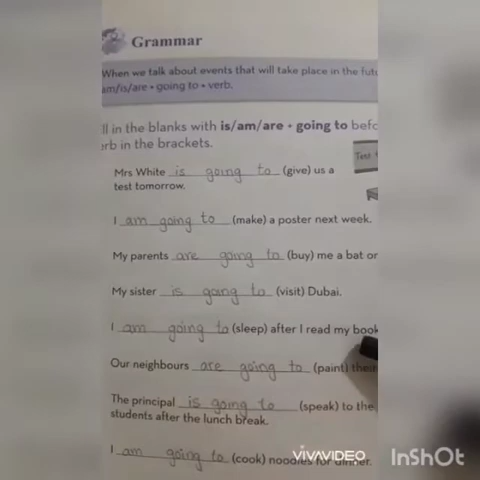 Grammar
When we talk about events that will take place in the
am/is/are + going to + verb.
in the blanks with is/am/are + going to
in the brackets.
Mrs White is going to (give) us a
test tomorrow.
I am going to (make) a poster next week.
My parents are going to (buy) me a bat or
My sister is going to (visit) Dubai.
I am going to (sleep) after I read my book
Our neighbours are going to (paint)
The principal is going to (speak) to the
students after the lunch break.
I am going to (cook) noodles for dinner.
VIVAVIDEO
InShOt